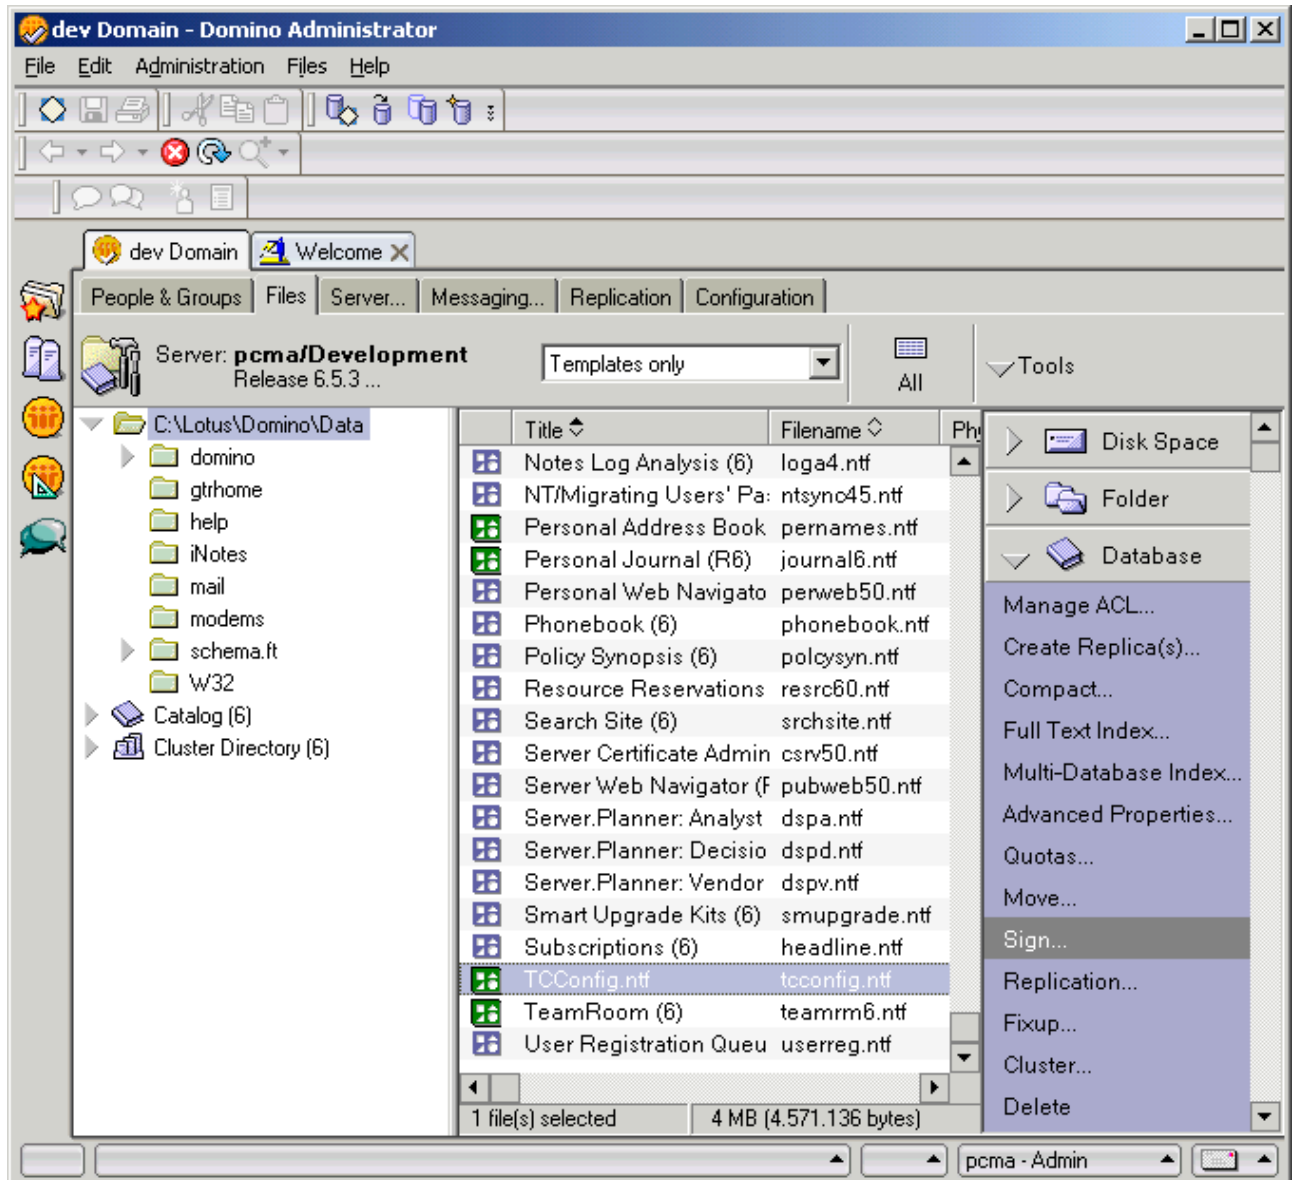 dev Domain - Domino Administrator
File Edit Administration Files Help
dev Domain Welcome
People & Groups Files Server... Messaging... Replication Configuration
Server: pcma/Development
Release 6.5.3 ...
Templates only
All
Tools
C:\Lotus\Domino\Data
domino
gtrhome
help
iNotes
mail
modems
schema.ft
W32
Catalog (6)
Cluster Directory (6)
Title Filename Phy
Notes Log Analysis (6) loga4.ntf
NT/Migrating Users' Pa: ntsync45.ntf
Personal Address Book pernames.ntf
Personal Journal (R6) journal6.ntf
Personal Web Navigato perweb50.ntf
Phonebook (6) phonebook.ntf
Policy Synopsis (6) polcysyn.ntf
Resource Reservations resrc60.ntf
Search Site (6) srchsite.ntf
Server Certificate Admin csrv50.ntf
Server Web Navigator (F pubweb50.ntf
Server.Planner: Analyst dspa.ntf
Server.Planner: Decisio dspd.ntf
Server.Planner: Vendor dspv.ntf
Smart Upgrade Kits (6) smupgrade.ntf
Subscriptions (6) headline.ntf
TCConfig.ntf tcconfig.ntf
TeamRoom (6) teamrm6.ntf
User Registration Queu userreg.ntf
1 file(s) selected 4 MB (4.571.136 bytes)
Disk Space
Folder
Database
Manage ACL...
Create Replica(s)...
Compact...
Full Text Index...
Multi-Database Index...
Advanced Properties...
Quotas...
Move...
Sign...
Replication...
Fixup...
Cluster...
Delete
pcma - Admin